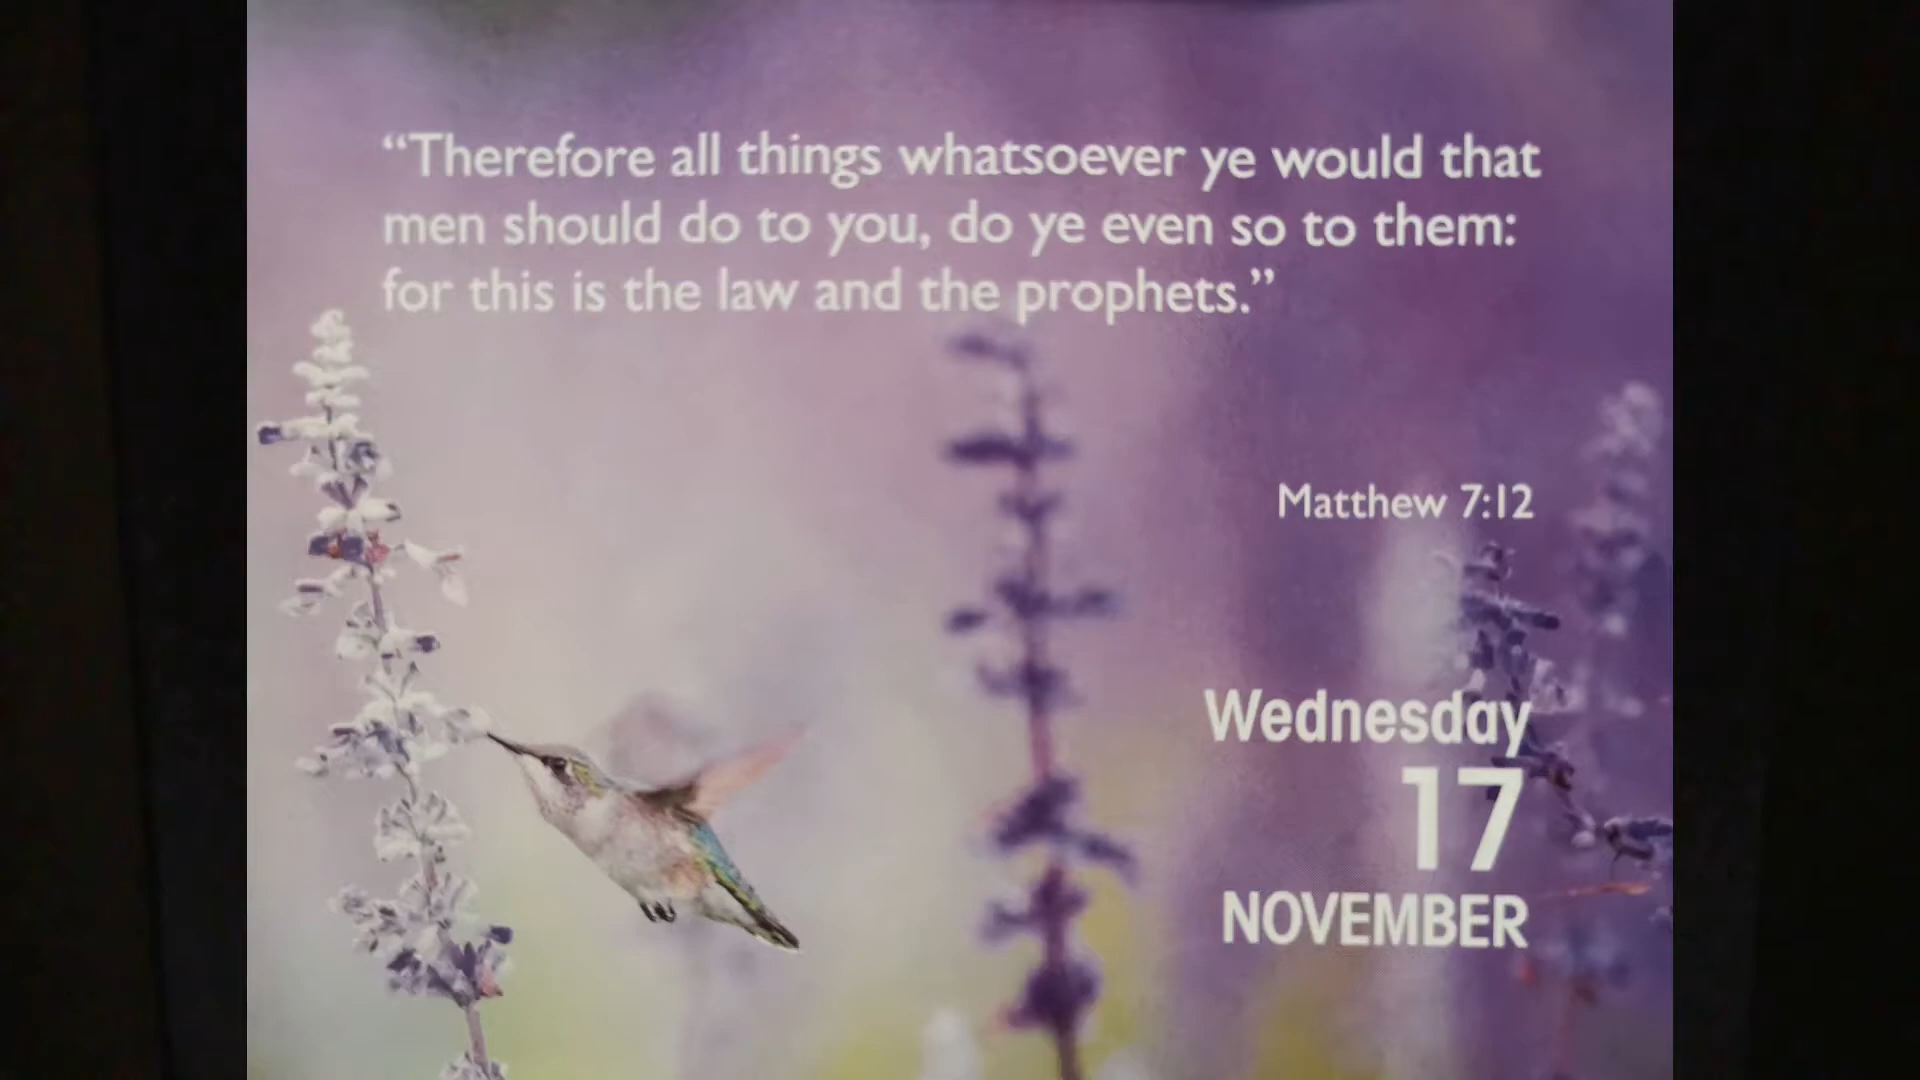 “Therefore all things whatsoever ye would that
men should do to you, do ye even so to them:
for this is the law and the prophets.”
Matthew 7:12
Wednesday
17
NOVEMBER